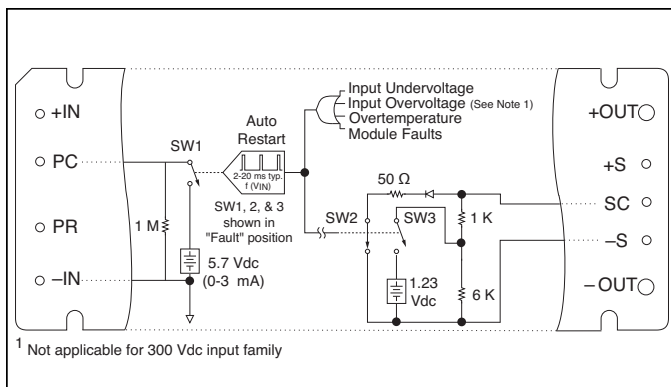 +IN
PC
PR
–IN
SW1
1 M
5.7 Vdc
(0-3 mA)
Auto
Restart
2-20 ms typ.
f (VIN)
SW1, 2, & 3
shown in
"Fault" position
Input Undervoltage
Input Overvoltage (See Note 1)
Overtemperature
Module Faults
50 Ω
SW2
SW3
1 K
1.23
Vdc
6 K
+OUT
+S
SC
–S
–OUT
1 Not applicable for 300 Vdc input family